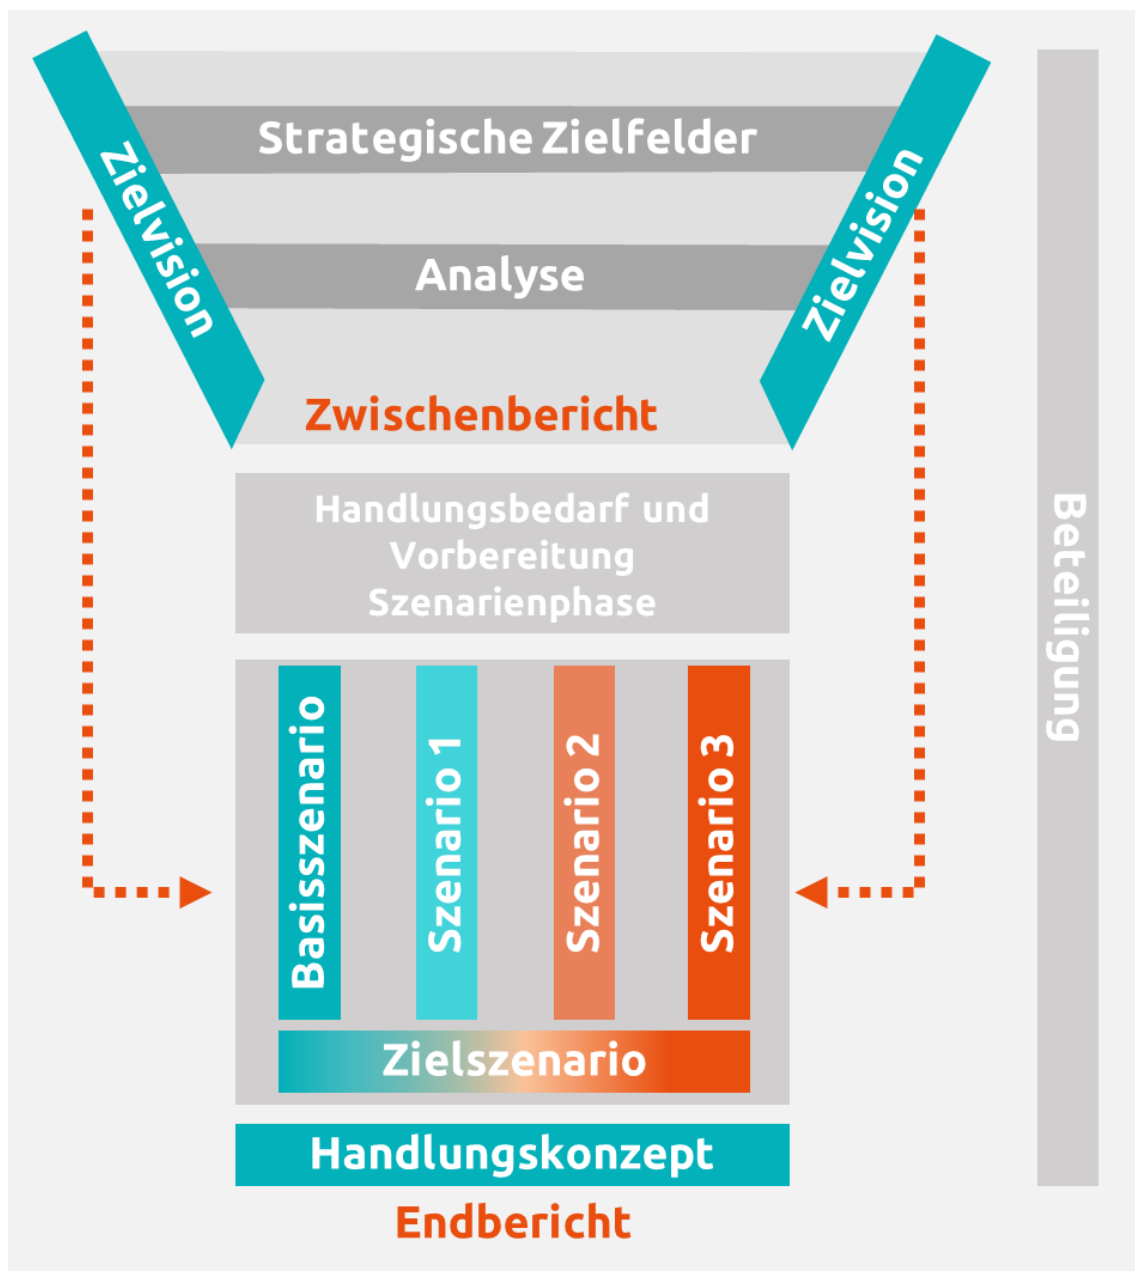 Strategische Zielfelder
Zielvision
Zielvision
Analyse
Zwischenbericht
Handlungsbedarf und
Vorbereitung
Szenarienphase
Basisszenario
Szenario 1
Szenario 2
Szenario 3
Zielszenario
Handlungskonzept
Endbericht
Beteiligung